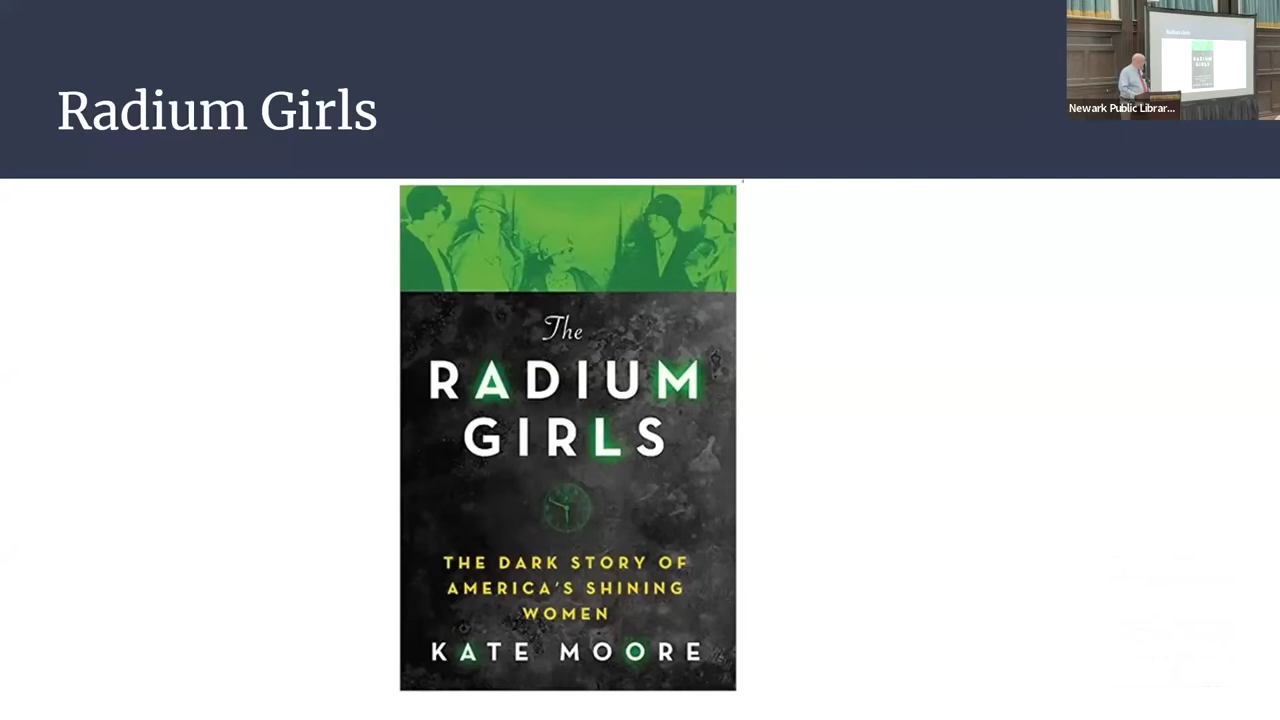 Radium Girls
Newark Public Librar...
The
RADIUM
GIRLS
THE DARK STORY OF
AMERICA'S SHINING
WOMEN
KATE MOORE